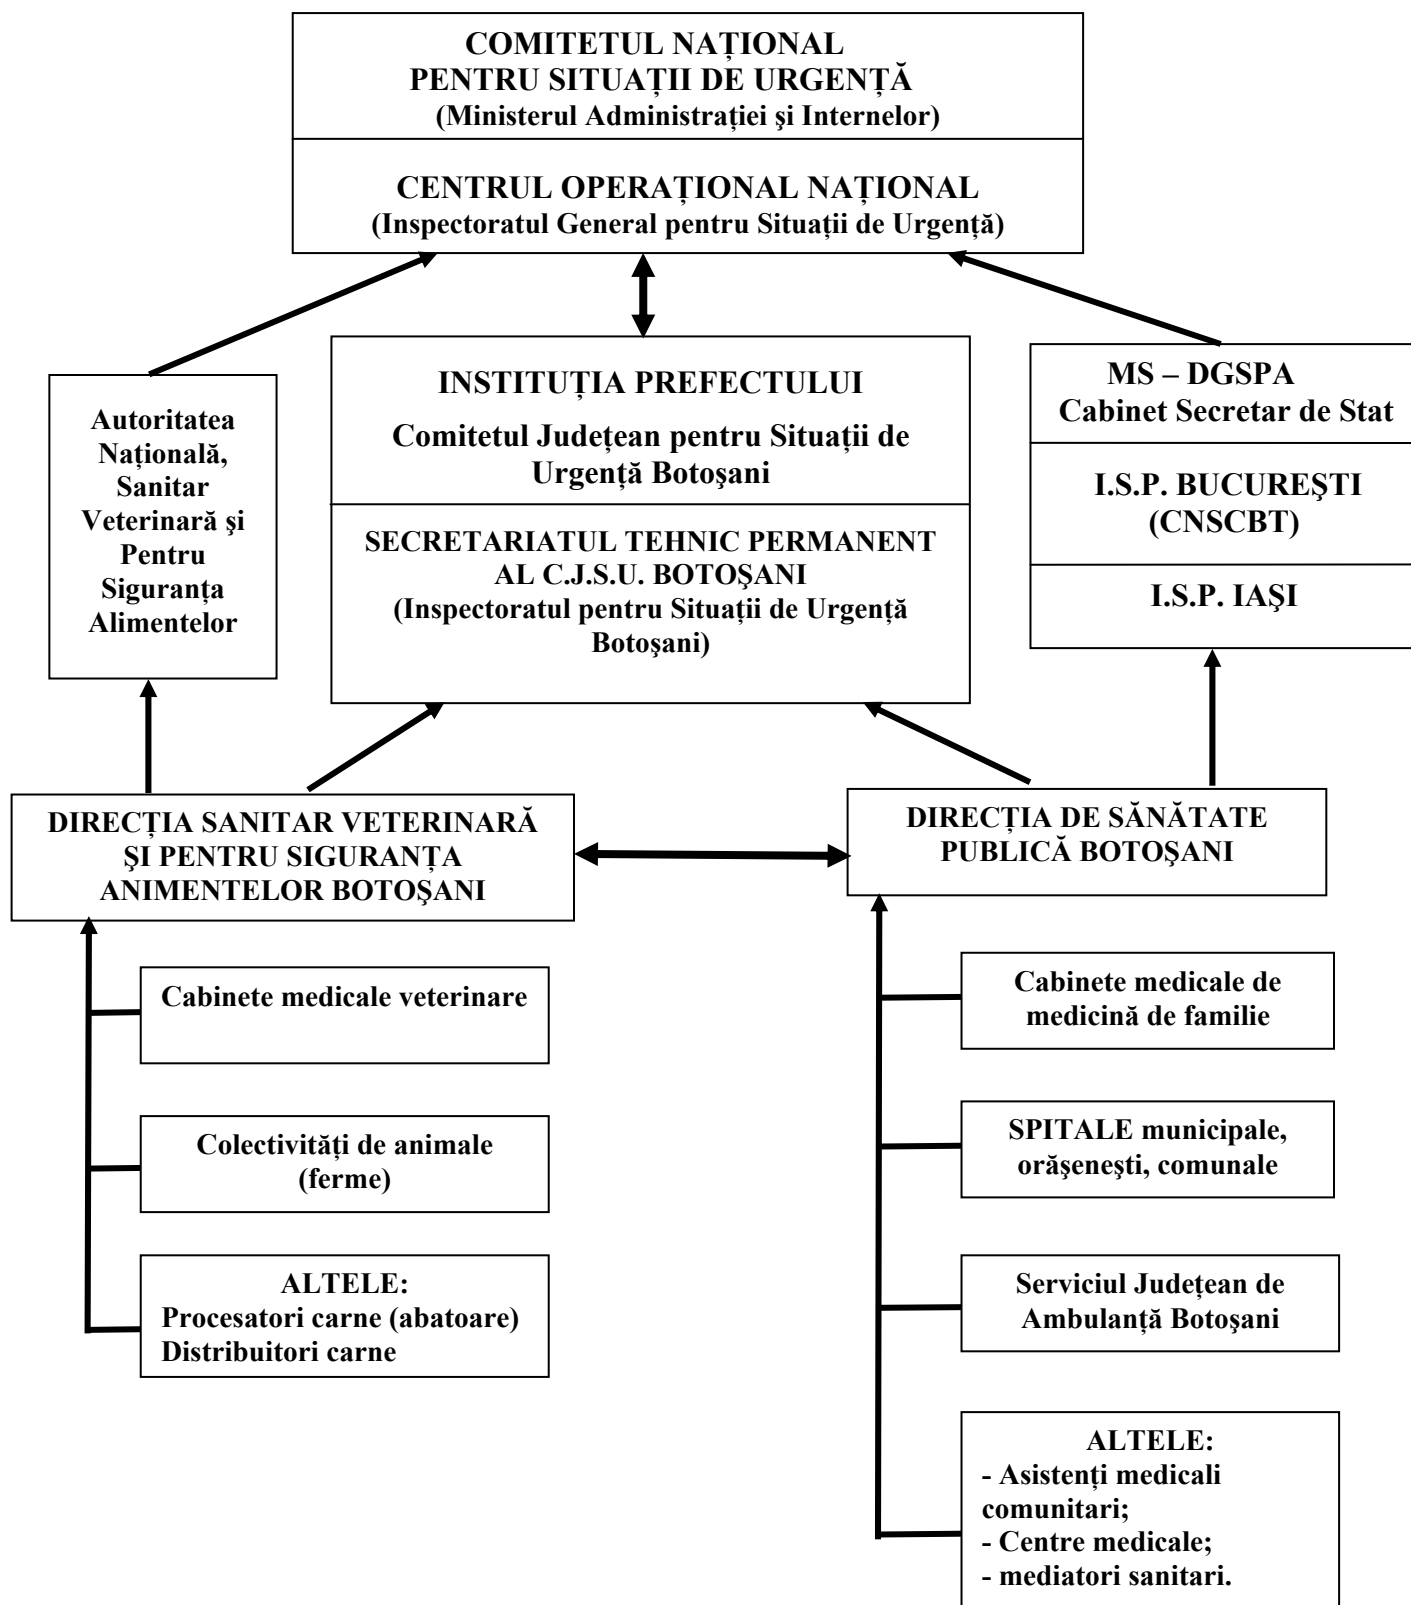 COMITETUL NAȚIONAL
PENTRU SITUAȚII DE URGENȚĂ
(Ministerul Administrației şi Internelor)
CENTRUL OPERAȚIONAL NAȚIONAL
(Inspectoratul General pentru Situații de Urgență)
Autoritatea
Națională,
Sanitar
Veterinară şi
Pentru
Siguranța
Alimentelor
INSTITUȚIA PREFECTULUI
Comitetul Județean pentru Situații de
Urgență Botoşani
SECRETARIATUL TEHNIC PERMANENT
AL C.J.S.U. BOTOŞANI
(Inspectoratul pentru Situații de Urgență
Botoşani)
MS – DGSPA
Cabinet Secretar de Stat
I.S.P. BUCUREŞTI
(CNSCBT)
I.S.P. IAŞI
DIRECȚIA SANITAR VETERINARĂ
ŞI PENTRU SIGURANȚA
ANIMENTELOR BOTOŞANI
DIRECȚIA DE SĂNĂTATE
PUBLICĂ BOTOŞANI
Cabinete medicale veterinare
Colectivități de animale
(ferme)
ALTELE:
Procesatori carne (abatoare)
Distribuitori carne
Cabinete medicale de
medicină de familie
SPITALE municipale,
orăşeneşti, comunale
Serviciul Județean de
Ambulanță Botoşani
ALTELE:
- Asistenți medicali
comunitari;
- Centre medicale;
- mediatori sanitari.